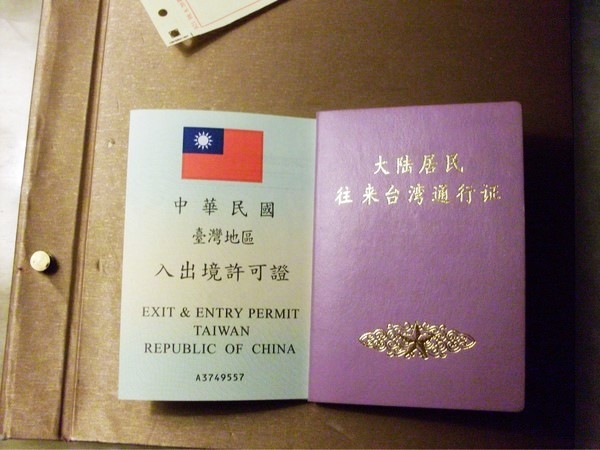 中華民國
臺灣地區
入出境許可證
EXIT & ENTRY PERMIT
TAIWAN
REPUBLIC OF CHINA
A3749557
大陆居民
往来台湾通行证